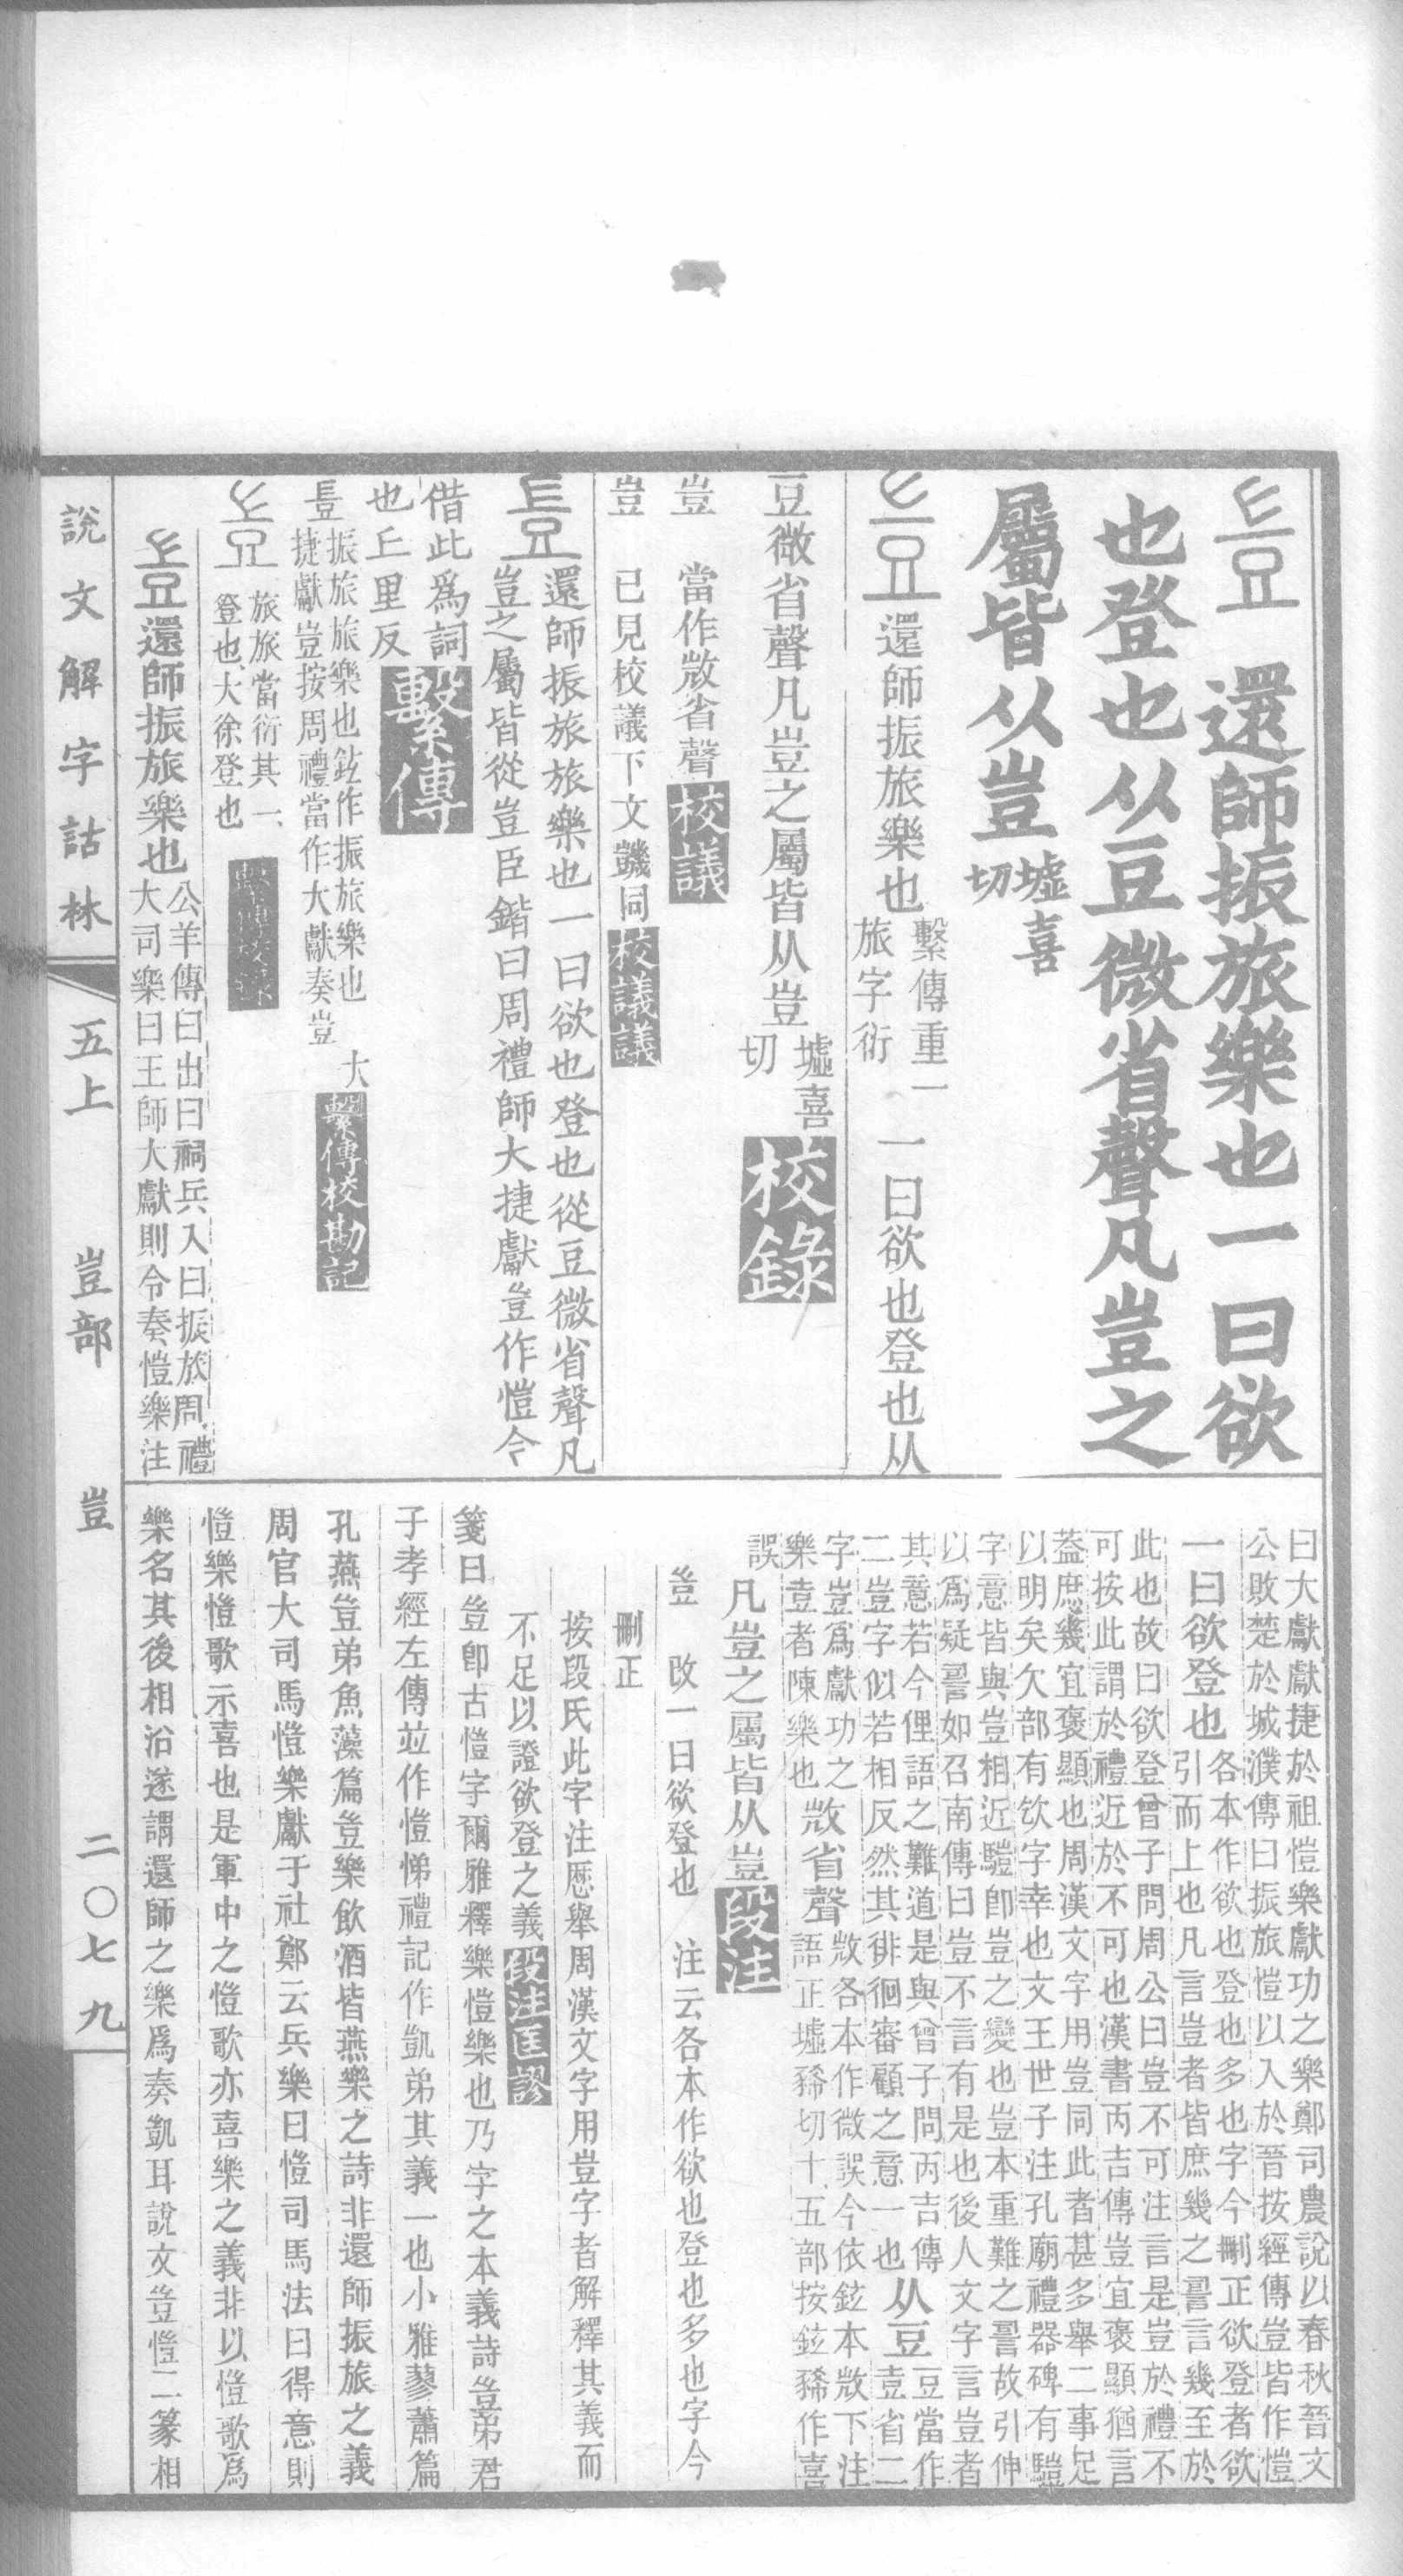 豈 還師振旅樂也一曰欲
也登也从豆微省聲凡豈之
屬皆从豈墟喜
切
豈還師振旅樂也繫傳重一
旅字衍
一曰欲也登也从
豆微省聲凡豈之屬皆从豈墟喜
切
校錄
豈 當作敳省聲校議
豈 已見校議下文譏同校議議
豈還師振旅旅樂也一曰欲也登也從豆微省聲凡
豈之屬皆從豈臣鍇曰周禮師大捷獻豈作愷今
借此為詞
也丘里反繫傳
豈振旅旅樂也鉉作振旅樂也 大
捷獻豈按周禮當作大獻奏豈
繫傳校勘記
豈旅旅當衍其一、
簦也、大徐登也
繫傳校錄
豈還師振旅樂也公羊傳曰出曰祠兵入曰振旅周禮
大司樂曰王師大獻則令奏愷樂注
曰大獻獻捷於祖愷樂獻功之樂鄭司農說以春秋晉文
公敗楚於城濮傳曰振旅愷以入於晉按經傳豈皆作愷
一曰欲登也各本作欲也登也多也字今刪正欲登者欲
引而上也凡言豈者皆庶幾之䛐言幾至於
此也故曰欲登曾子問周公曰豈不可注言是豈於禮不
可按此謂於禮近於不可也漢書丙吉傳豈宜褒顯猶言
蓋庶幾宜褒顯也周漢文字用豈同此者甚多舉二事足
以明矣欠部有𣢆字幸也文王世子注孔廟禮器碑有驖
字意皆與豈相近𩥉卽豈之變也豈本重難之䛐故引伸
以爲疑䛐如召南傳曰豈不言有是也後人文字言豈者
其意若今俚語之難道是與曾子問丙吉傳
二豈字似若相反然其徘徊審顧之意一也从豆豆當作
壴省二
字豈爲獻功之
樂壴者陳樂也敳省聲敳各本作微誤今依鉉本敳下注
語正墟豨切十五部按鉉豨作喜
誤凡豈之屬皆从豈段注
豈 改一曰欲登也 注云各本作欲也登也多也字今
刪正
按段氏此字注歷舉周漢文字用豈字者解釋其義而
不足以證欲登之義段注匡謬
箋曰豈卽古愷字爾雅釋樂愷樂也乃字之本義詩豈弟君
子孝經左傳竝作愷悌禮記作凱弟其義一也小雅蓼蕭篇
孔燕豈弟魚藻篇豈樂飮酒皆燕樂之詩非還師振旅之義
周官大司馬愷樂獻于社鄭云兵樂曰愷司馬法曰得意則
愷樂愷歌示喜也是軍中之愷歌亦喜樂之義非以愷歌爲
樂名其後相沿遂謂還師之樂爲奏凱耳說文豈愷二篆相
說文解字詁林 五上 豈部 豈 二〇七九